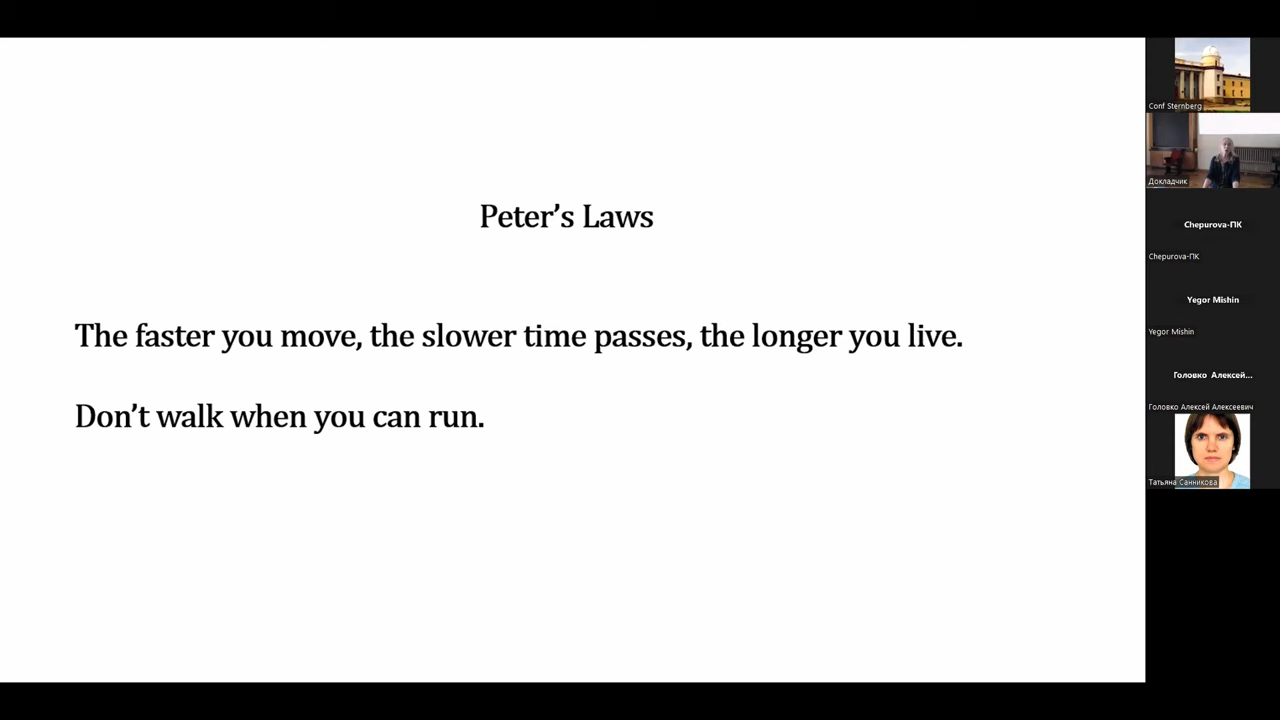 Peter’s Laws
The faster you move, the slower time passes, the longer you live.
Don’t walk when you can run.
Conf Sternberg
Докладчик
Chepurova-ПК
Chepurova-ПК
Yegor Mishin
Yegor Mishin
Головко Алексей...
Головко Алексей Алексеевич
Татьяна Санникова